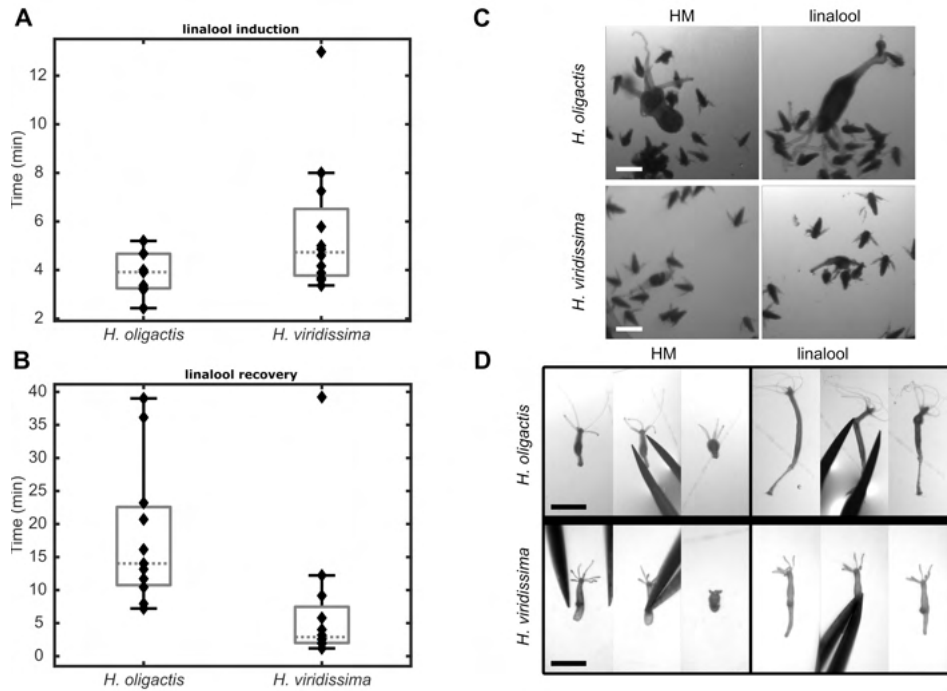 A
linalool induction
Time (min)
12
10
8
6
4
2
H. oligactis
H. viridissima
B
linalool recovery
Time (min)
40
35
30
25
20
15
10
5
0
H. oligactis
H. viridissima
C
HM
linalool
H. oligactis
H. viridissima
D
HM
linalool
H. oligactis
H. viridissima